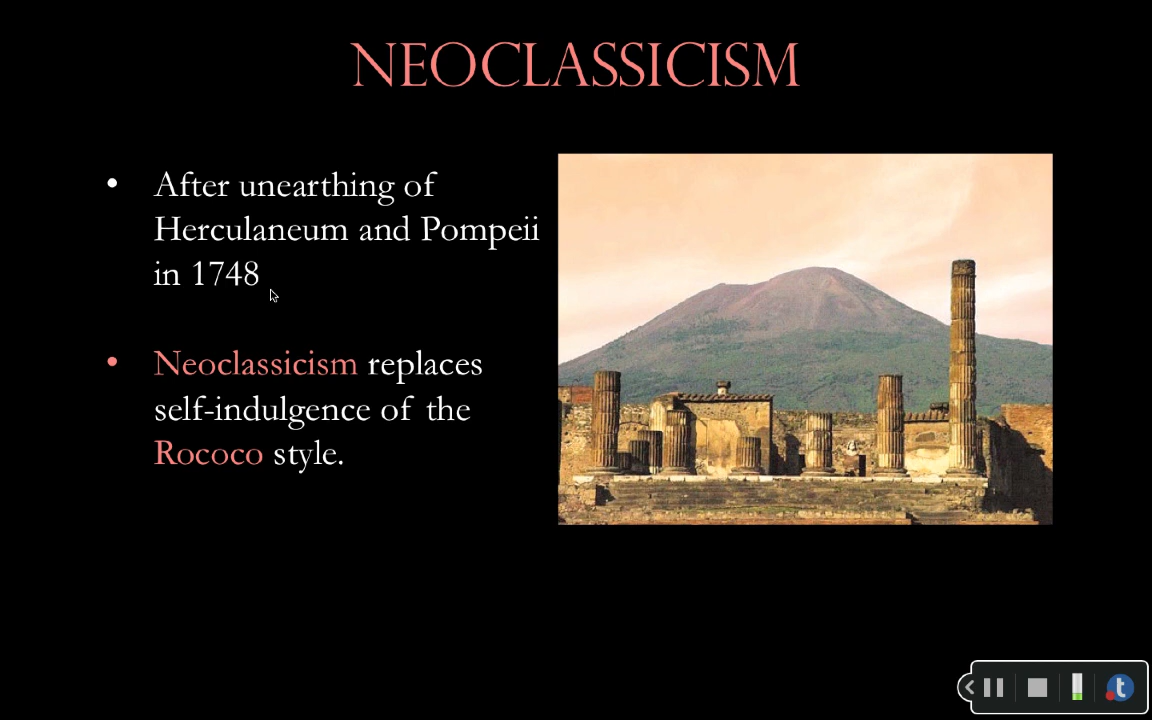 NEOCLASSICISM
• After unearthing of
Herculaneum and Pompeii
in 1748
• Neoclassicism replaces
self-indulgence of the
Rococo style.
t